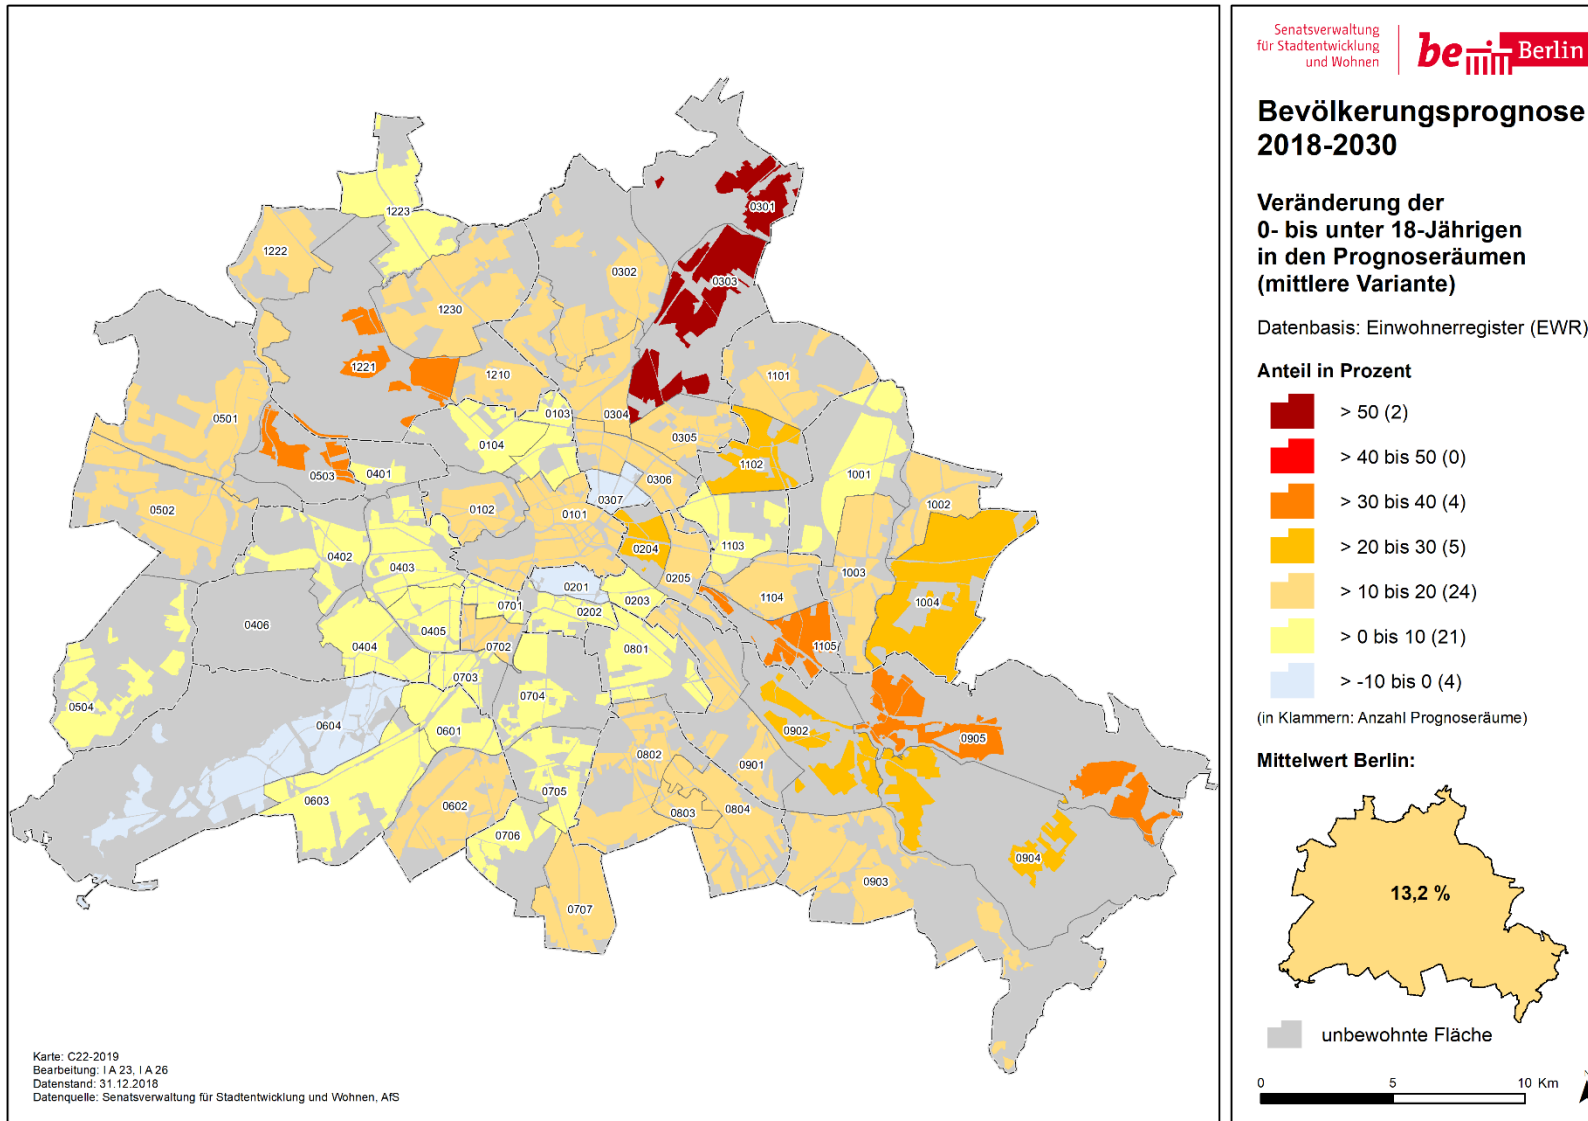 Senatsverwaltung
für Stadtentwicklung
und Wohnen
be Berlin
Bevölkerungsprognose
2018-2030
Veränderung der
0- bis unter 18-Jährigen
in den Prognoseräumen
(mittlere Variante)
Datenbasis: Einwohnerregister (EWR)
Anteil in Prozent
> 50 (2)
> 40 bis 50 (0)
> 30 bis 40 (4)
> 20 bis 30 (5)
> 10 bis 20 (24)
> 0 bis 10 (21)
> -10 bis 0 (4)
(in Klammern: Anzahl Prognoseräume)
Mittelwert Berlin:
13,2 %
unbewohnte Fläche
0 5 10 Km
N
0301
1223
1222
0302
0303
1230
1221
1210
1101
0103
0304
0501
0104
0305
1102
0503
0401
0306
1001
0307
0502
0102
0101
1002
0204
1103
0402
0403
0205
1003
0201
0203
1104
1004
0701
0202
0406
0405
0404
0702
0801
1105
0703
0704
0504
0604
0601
0902
0905
0802
0901
0705
0603
0602
0803
0804
0706
0904
0903
0707
Karte: C22-2019
Bearbeitung: I A 23, I A 26
Datenstand: 31.12.2018
Datenquelle: Senatsverwaltung für Stadtentwicklung und Wohnen, AfS